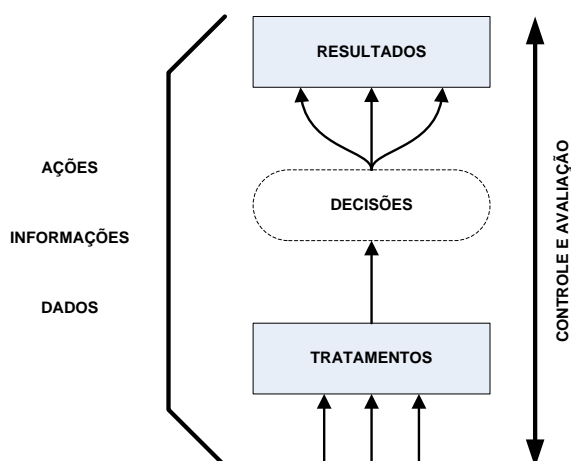 RESULTADOS
AÇÕES
DECISÕES
INFORMAÇÕES
DADOS
TRATAMENTOS
CONTROLE E AVALIAÇÃO